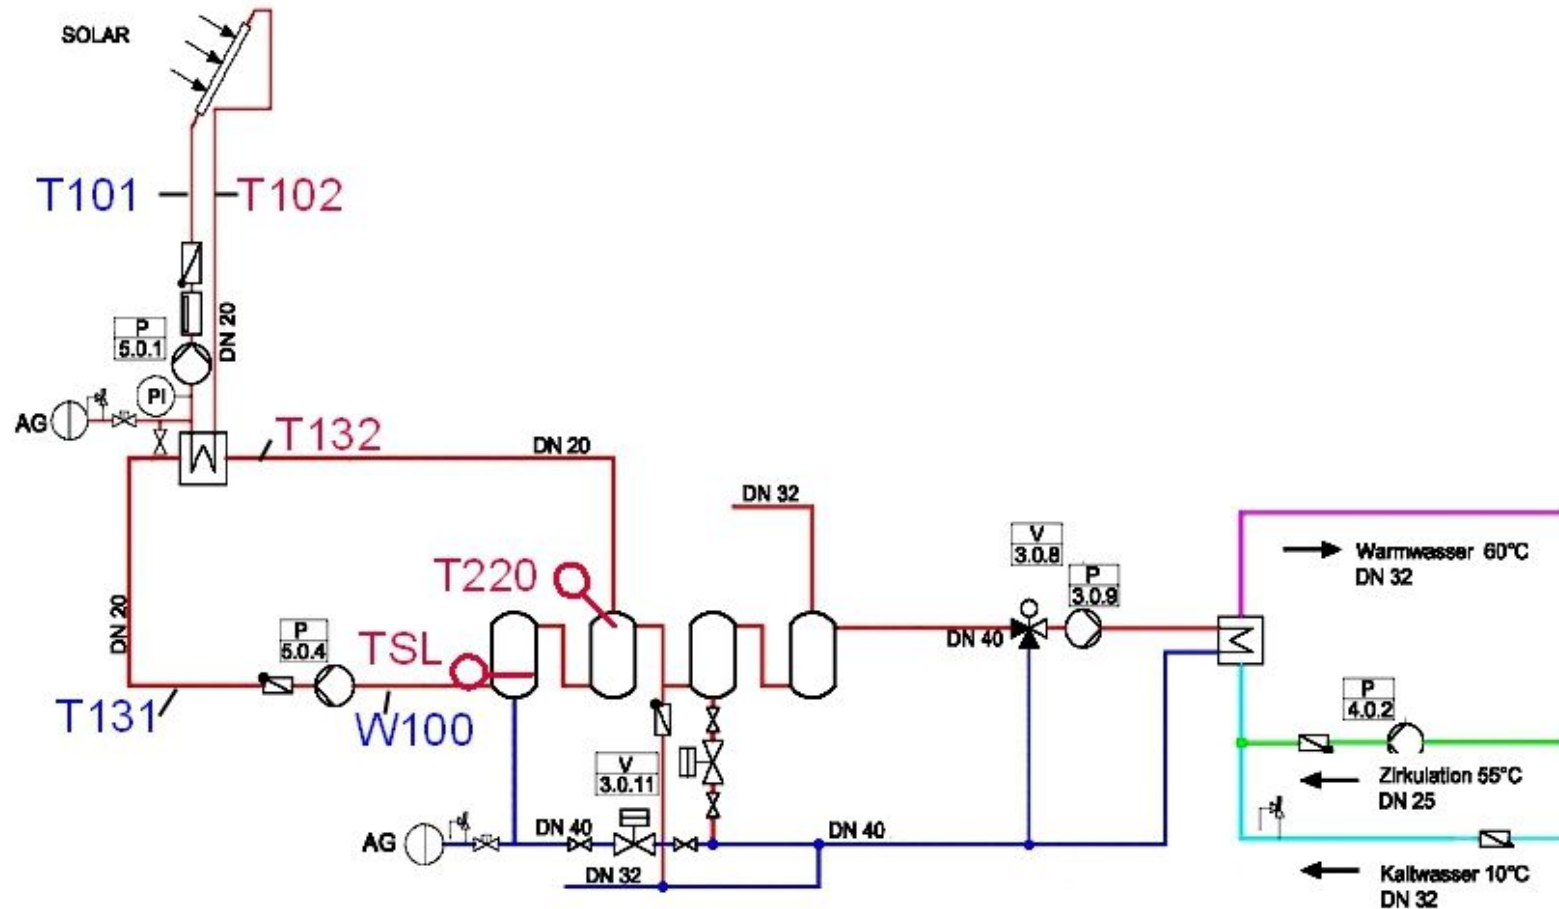 SOLAR
T101
T102
DN 20
P
5.0.1
PI
AG
T132
DN 20
DN 32
V
3.0.8
P
3.0.9
Warmwasser 60°C
DN 32
T220
DN 20
P
5.0.4
TSL
DN 40
T131
W100
V
3.0.11
P
4.0.2
Zirkulation 55°C
DN 25
AG
DN 40
DN 40
DN 32
Kaltwasser 10°C
DN 32